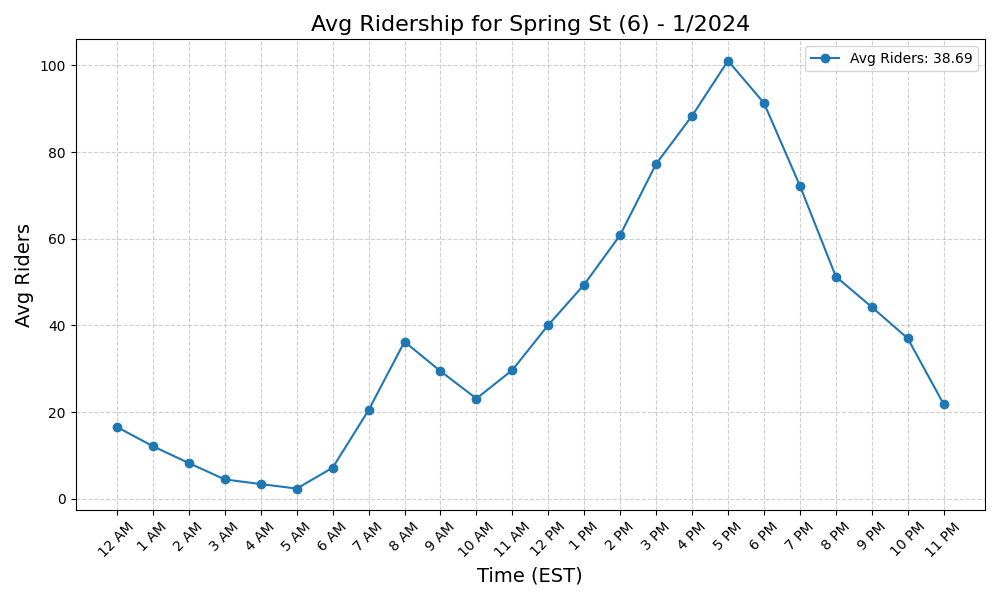 Avg Ridership for Spring St (6) - 1/2024
Avg Riders: 38.69
100
80
60
40
20
0
Avg Riders
12 AM
1 AM
2 AM
3 AM
4 AM
5 AM
6 AM
7 AM
8 AM
9 AM
10 AM
11 AM
12 PM
1 PM
2 PM
3 PM
4 PM
5 PM
6 PM
7 PM
8 PM
9 PM
10 PM
11 PM
Time (EST)